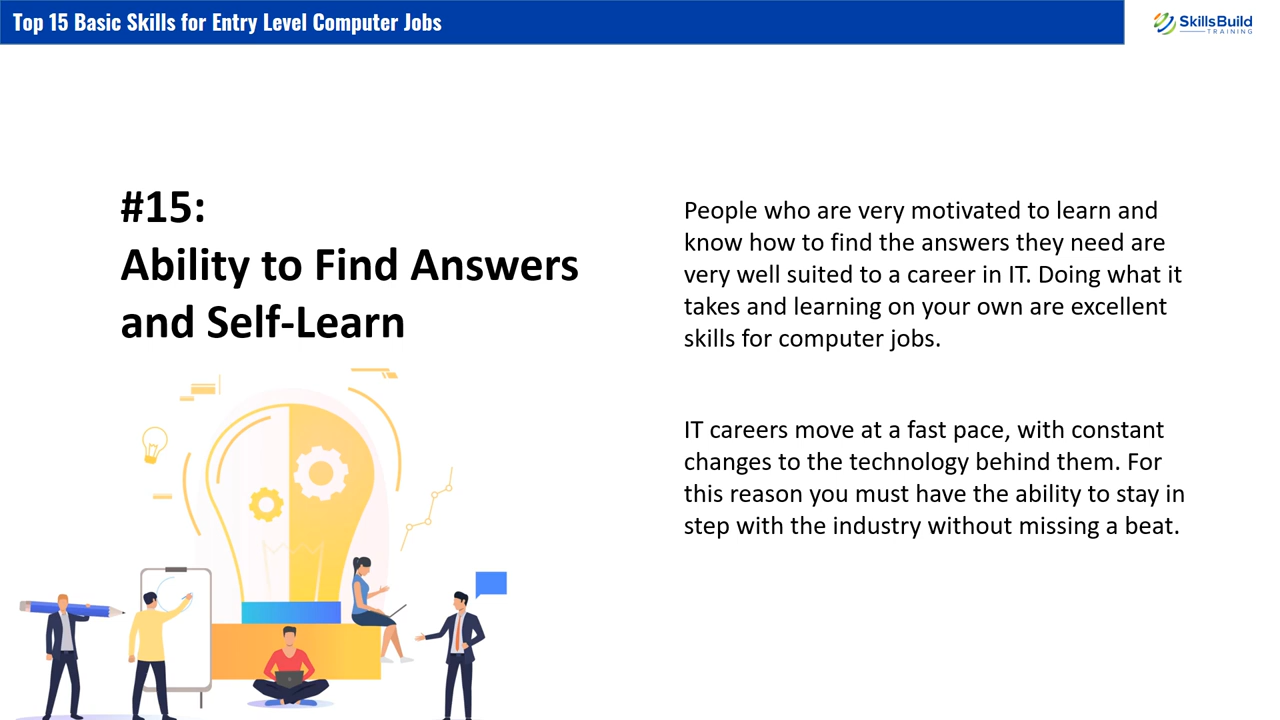 Top 15 Basic Skills for Entry Level Computer Jobs
SkillsBuild
TRAINING
#15:
Ability to Find Answers
and Self-Learn
People who are very motivated to learn and
know how to find the answers they need are
very well suited to a career in IT. Doing what it
takes and learning on your own are excellent
skills for computer jobs.
IT careers move at a fast pace, with constant
changes to the technology behind them. For
this reason you must have the ability to stay in
step with the industry without missing a beat.